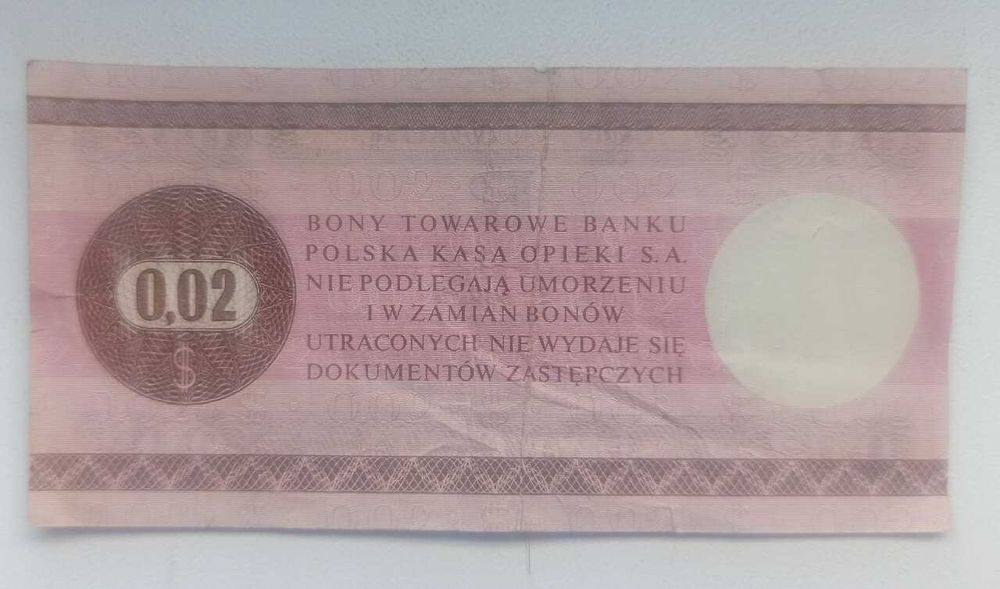 BONY TOWAROWE BANKU
POLSKA KASA OPIEKI S.A.
NIE PODLEGAJĄ UMORZENIU
I W ZAMIAN BONÓW
UTRACONYCH NIE WYDAJE SIĘ
DOKUMENTÓW ZASTĘPCZYCH
0,02
$